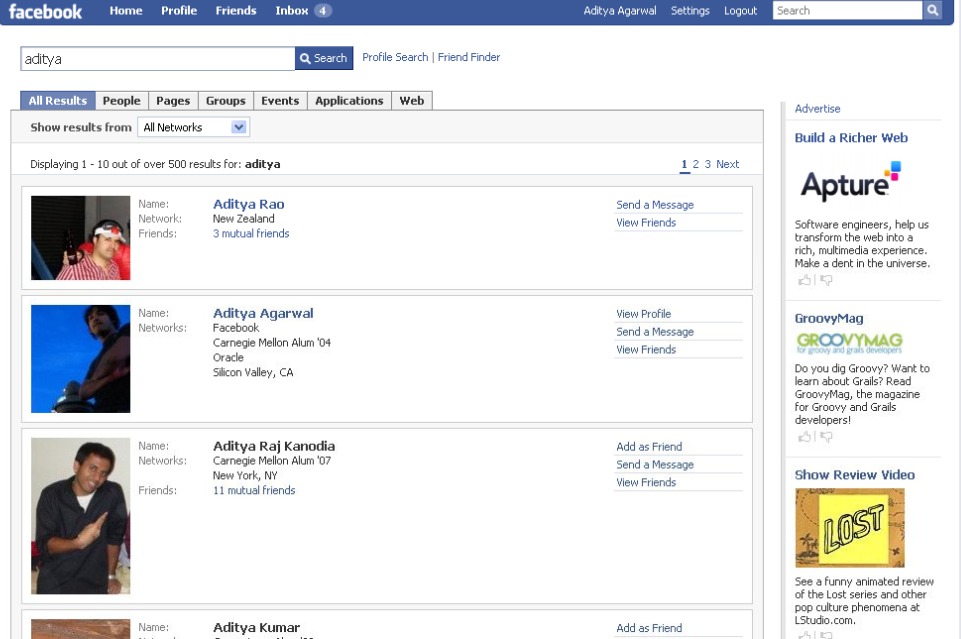 facebook Home Profile Friends Inbox 4 Aditya Agarwal Settings Logout Search
aditya Search Profile Search | Friend Finder
All Results People Pages Groups Events Applications Web
Show results from All Networks
Displaying 1 - 10 out of over 500 results for: aditya 1 2 3 Next
Name: Aditya Rao
Network: New Zealand
Friends: 3 mutual friends
Send a Message
View Friends
Name: Aditya Agarwal
Networks: Facebook
Carnegie Mellon Alum '04
Oracle
Silicon Valley, CA
View Profile
Send a Message
View Friends
Name: Aditya Raj Kanodia
Networks: Carnegie Mellon Alum '07
New York, NY
Friends: 11 mutual friends
Add as Friend
Send a Message
View Friends
Name: Aditya Kumar
Add as Friend
Advertise
Build a Richer Web
Apture
Software engineers, help us
transform the web into a
rich, multimedia experience.
Make a dent in the universe.
GroovyMag
GROOVYMAG
for groovy and grails developers
Do you dig Groovy? Want to
learn about Grails? Read
GroovyMag, the magazine
for Groovy and Grails
developers!
Show Review Video
LOST
See a funny animated review
of the Lost series and other
pop culture phenomena at
LStudio.com.